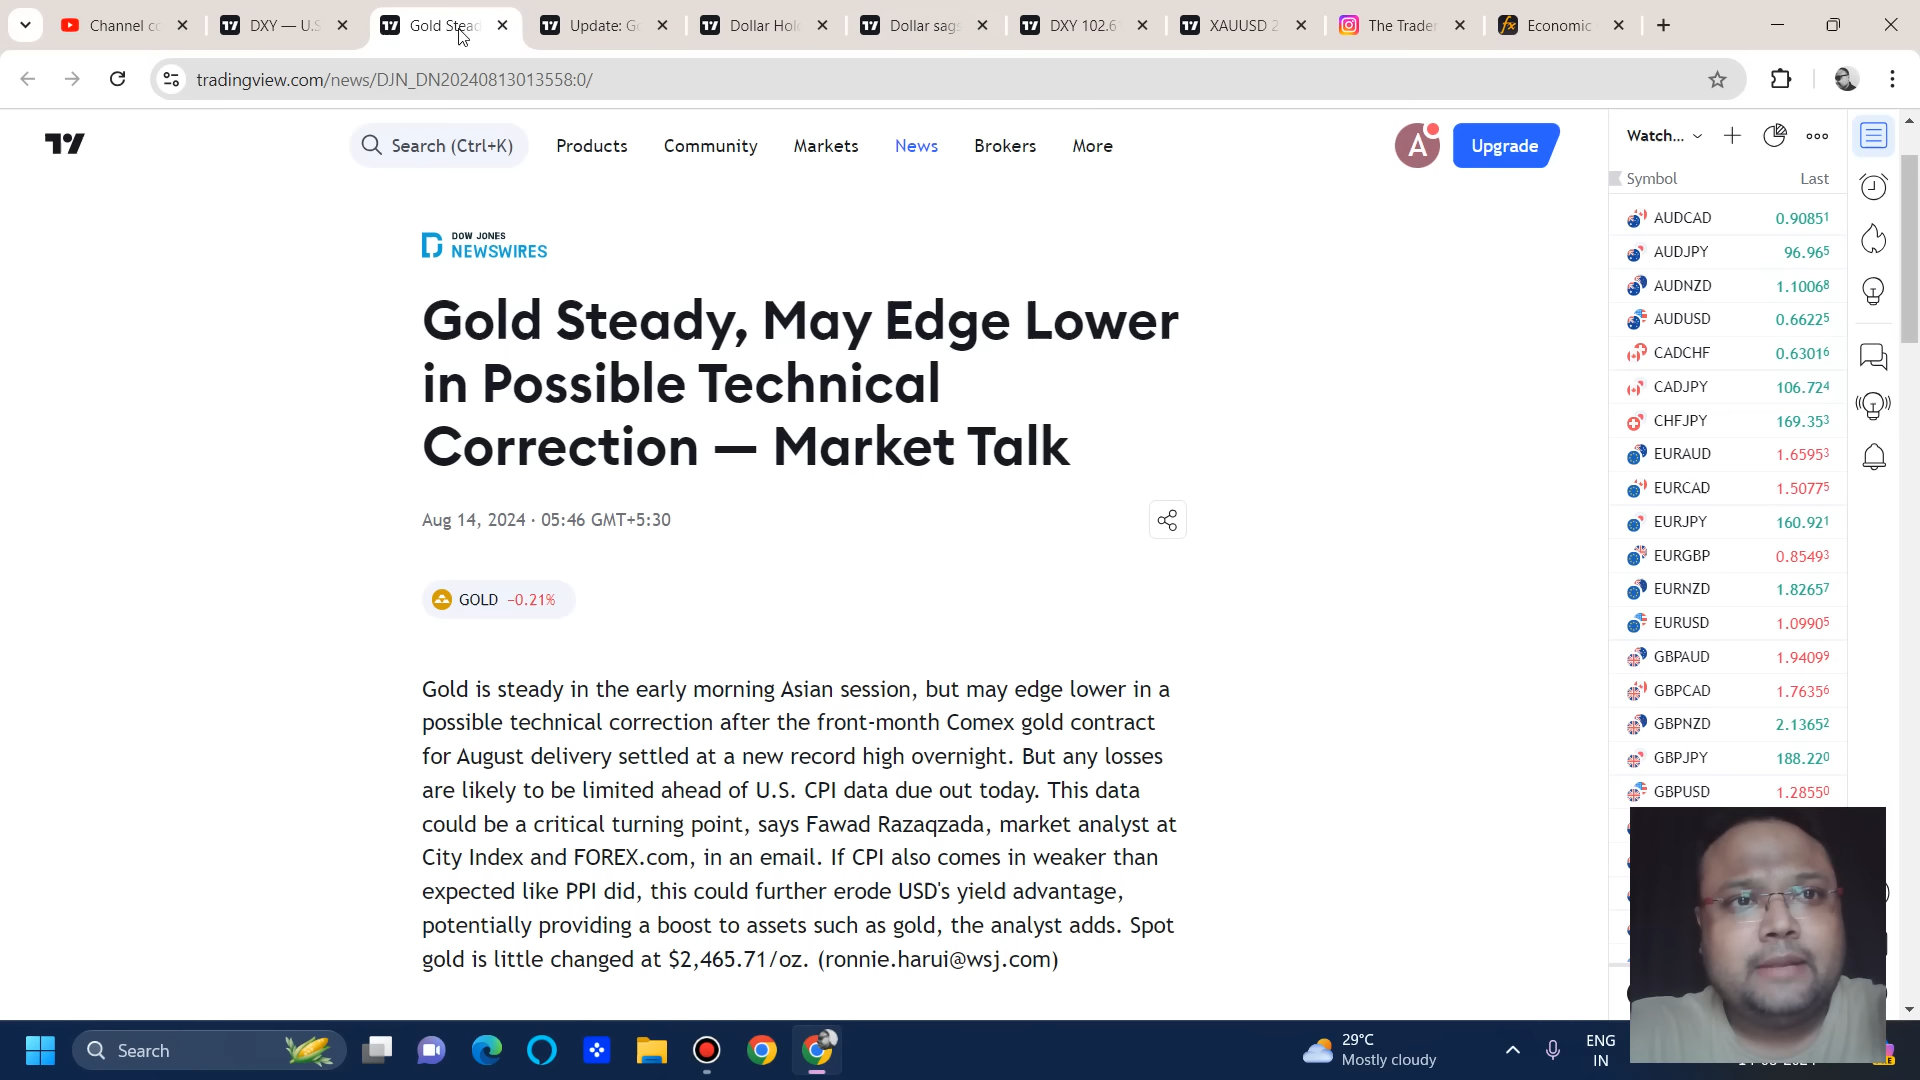 Channel co
DXY — U.S
Gold Stead
Update: Go
Dollar Hol
Dollar sags
DXY 102.6
XAUUSD 2
The Trader
Economic
tradingview.com/news/DJN_DN20240813013558:0/
Search (Ctrl+K)
Products
Community
Markets
News
Brokers
More
A
Upgrade
DOW JONES
NEWSWIRES
Gold Steady, May Edge Lower
in Possible Technical
Correction — Market Talk
Aug 14, 2024 · 05:46 GMT+5:30
GOLD −0.21%
Gold is steady in the early morning Asian session, but may edge lower in a
possible technical correction after the front-month Comex gold contract
for August delivery settled at a new record high overnight. But any losses
are likely to be limited ahead of U.S. CPI data due out today. This data
could be a critical turning point, says Fawad Razaqzada, market analyst at
City Index and FOREX.com, in an email. If CPI also comes in weaker than
expected like PPI did, this could further erode USD's yield advantage,
potentially providing a boost to assets such as gold, the analyst adds. Spot
gold is little changed at $2,465.71/oz. (ronnie.harui@wsj.com)
Watch...
Symbol Last
AUDCAD 0.90851
AUDJPY 96.965
AUDNZD 1.10068
AUDUSD 0.66225
CADCHF 0.63016
CADJPY 106.724
CHFJPY 169.353
EURAUD 1.65953
EURCAD 1.50775
EURJPY 160.921
EURGBP 0.85493
EURNZD 1.82657
EURUSD 1.09905
GBPAUD 1.94099
GBPCAD 1.76356
GBPNZD 2.13652
GBPJPY 188.220
GBPUSD 1.28550
Search
29°C
Mostly cloudy
ENG
IN